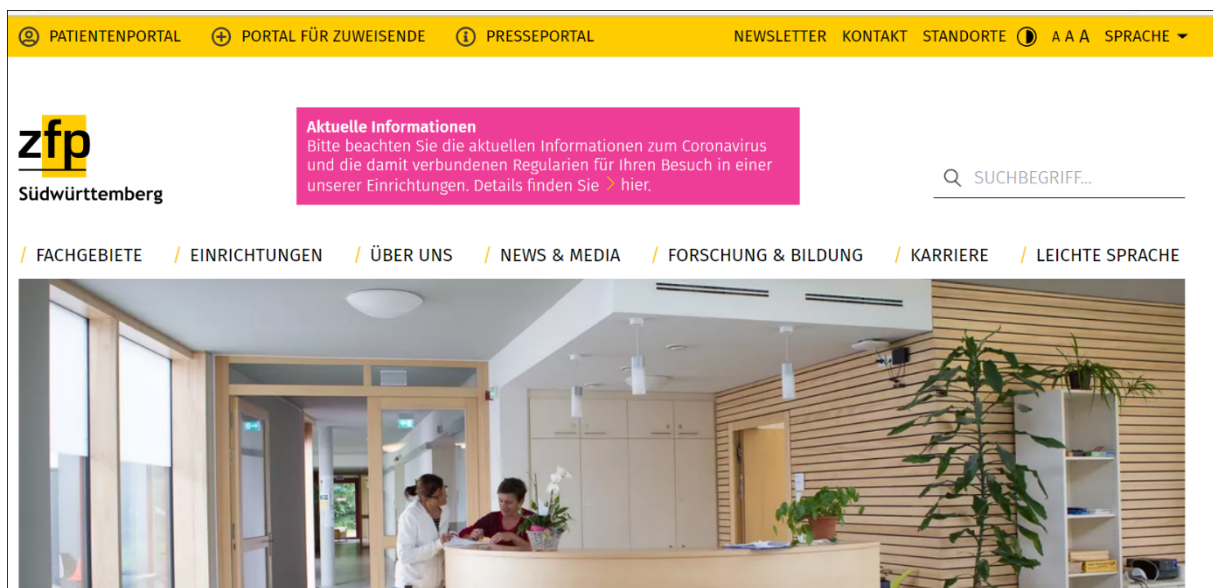 PATIENTENPORTAL
PORTAL FÜR ZUWEISENDE
PRESSEPORTAL
NEWSLETTER
KONTAKT
STANDORTE
A A A
SPRACHE
zfp
Südwürttemberg
Aktuelle Informationen
Bitte beachten Sie die aktuellen Informationen zum Coronavirus
und die damit verbundenen Regularien für Ihren Besuch in einer
unserer Einrichtungen. Details finden Sie > hier.
SUCHBEGRIFF...
/ FACHGEBIETE
/ EINRICHTUNGEN
/ ÜBER UNS
/ NEWS & MEDIA
/ FORSCHUNG & BILDUNG
/ KARRIERE
/ LEICHTE SPRACHE